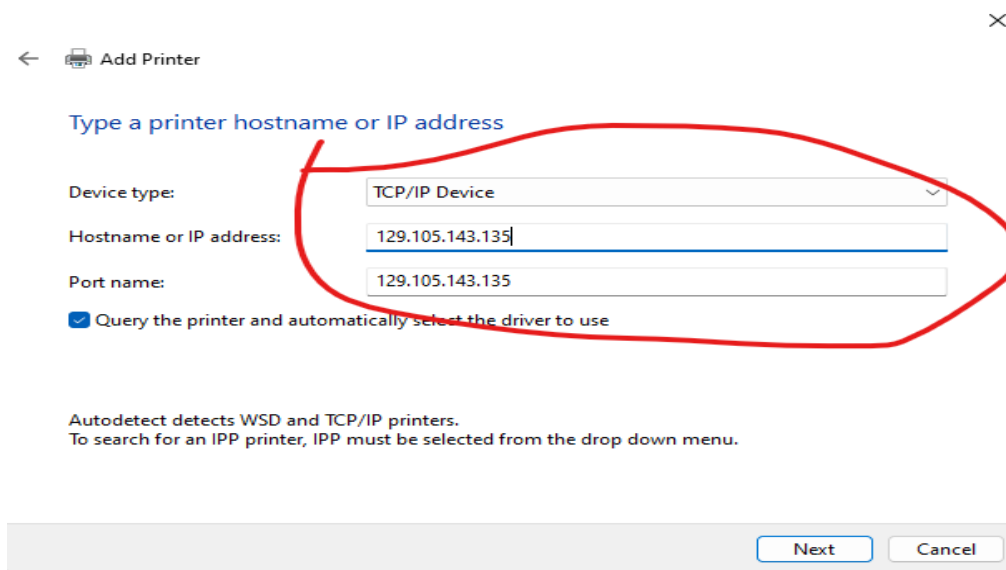 Add Printer
Type a printer hostname or IP address
Device type: TCP/IP Device
Hostname or IP address: 129.105.143.135
Port name: 129.105.143.135
Query the printer and automatically select the driver to use
Autodetect detects WSD and TCP/IP printers.
To search for an IPP printer, IPP must be selected from the drop down menu.
Next Cancel